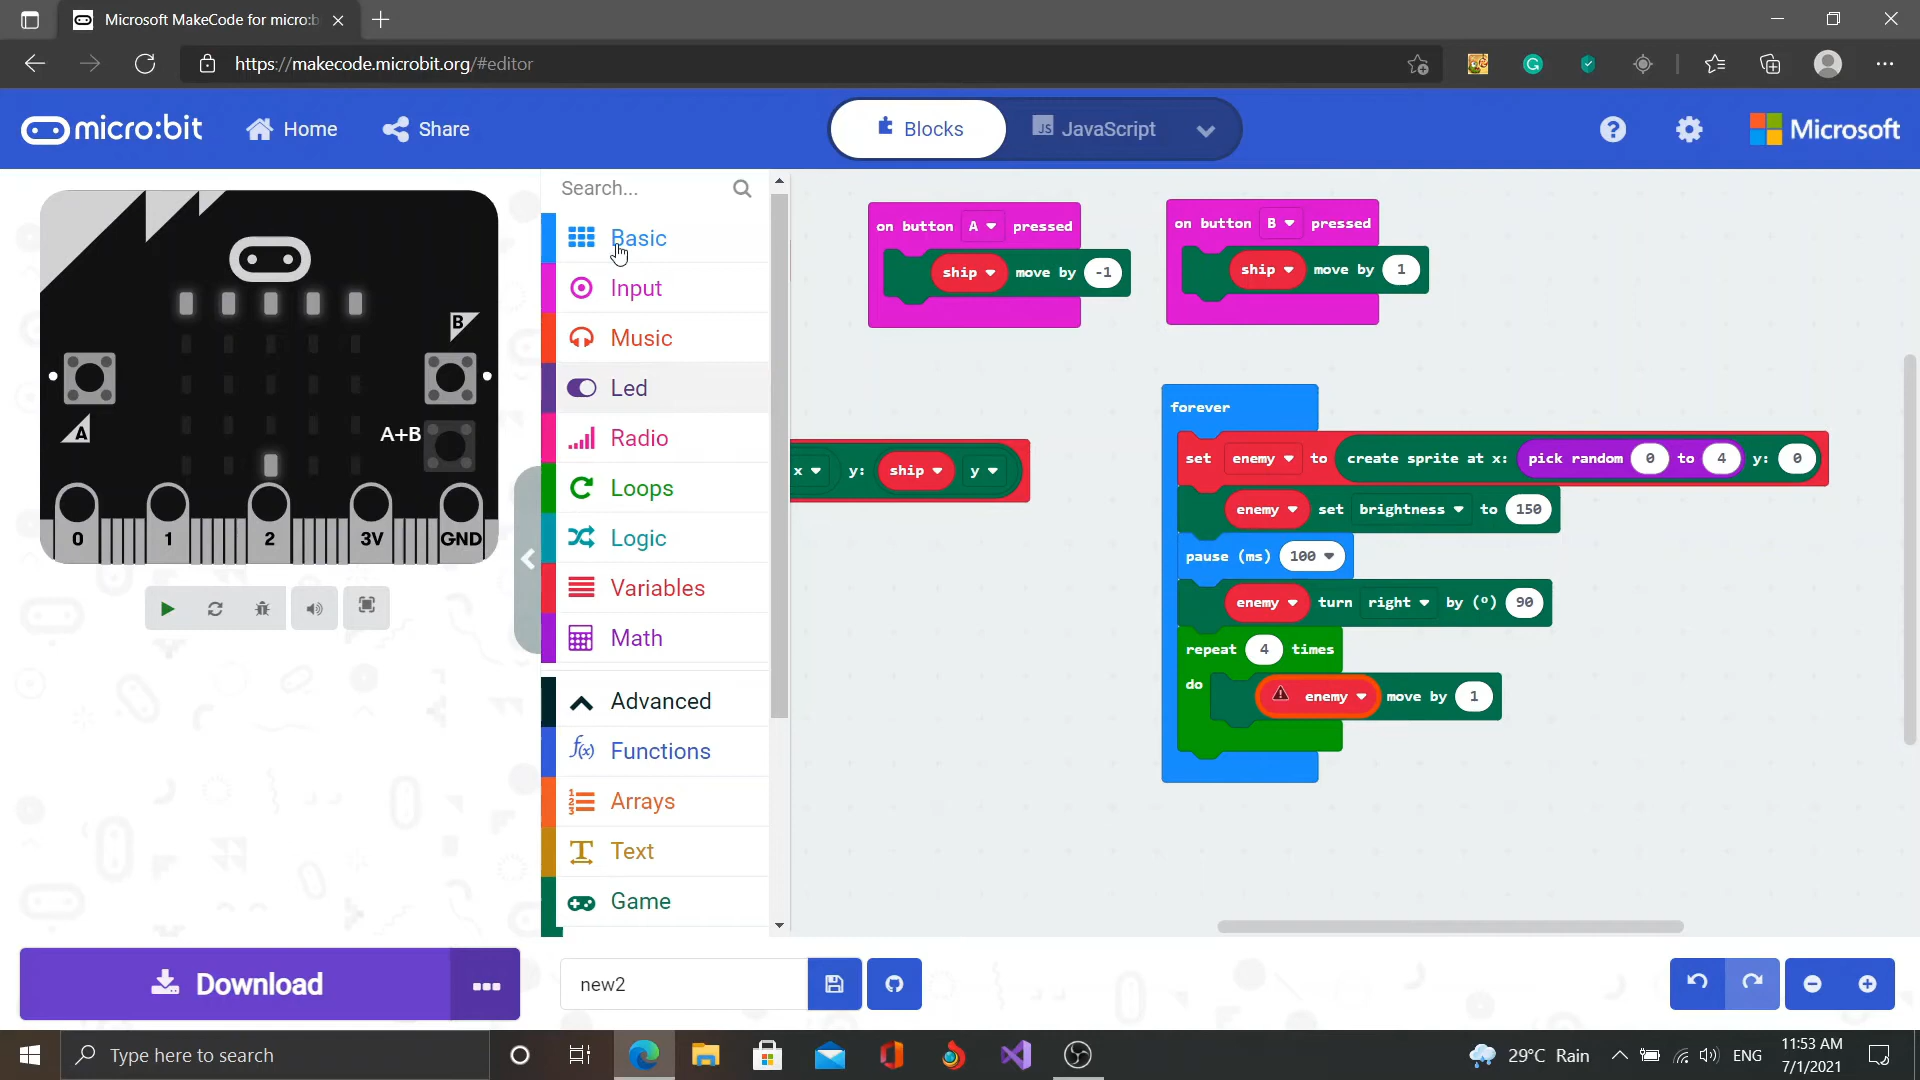 Microsoft MakeCode for micro:b
https://makecode.microbit.org/#editor
micro:bit
Home
Share
Blocks
JS JavaScript
Microsoft
B
A
A+B
0 1 2 3V GND
Search...
Basic
Input
Music
Led
Radio
Loops
Logic
Variables
Math
Advanced
f(x) Functions
Arrays
Text
Game
on button A pressed
ship move by -1
on button B pressed
ship move by 1
x y: ship y
forever
set enemy to create sprite at x: pick random 0 to 4 y: 0
enemy set brightness to 150
pause (ms) 100
enemy turn right by (°) 90
repeat 4 times
do enemy move by 1
Download
new2
Type here to search
29°C Rain
ENG
11:53 AM
7/1/2021